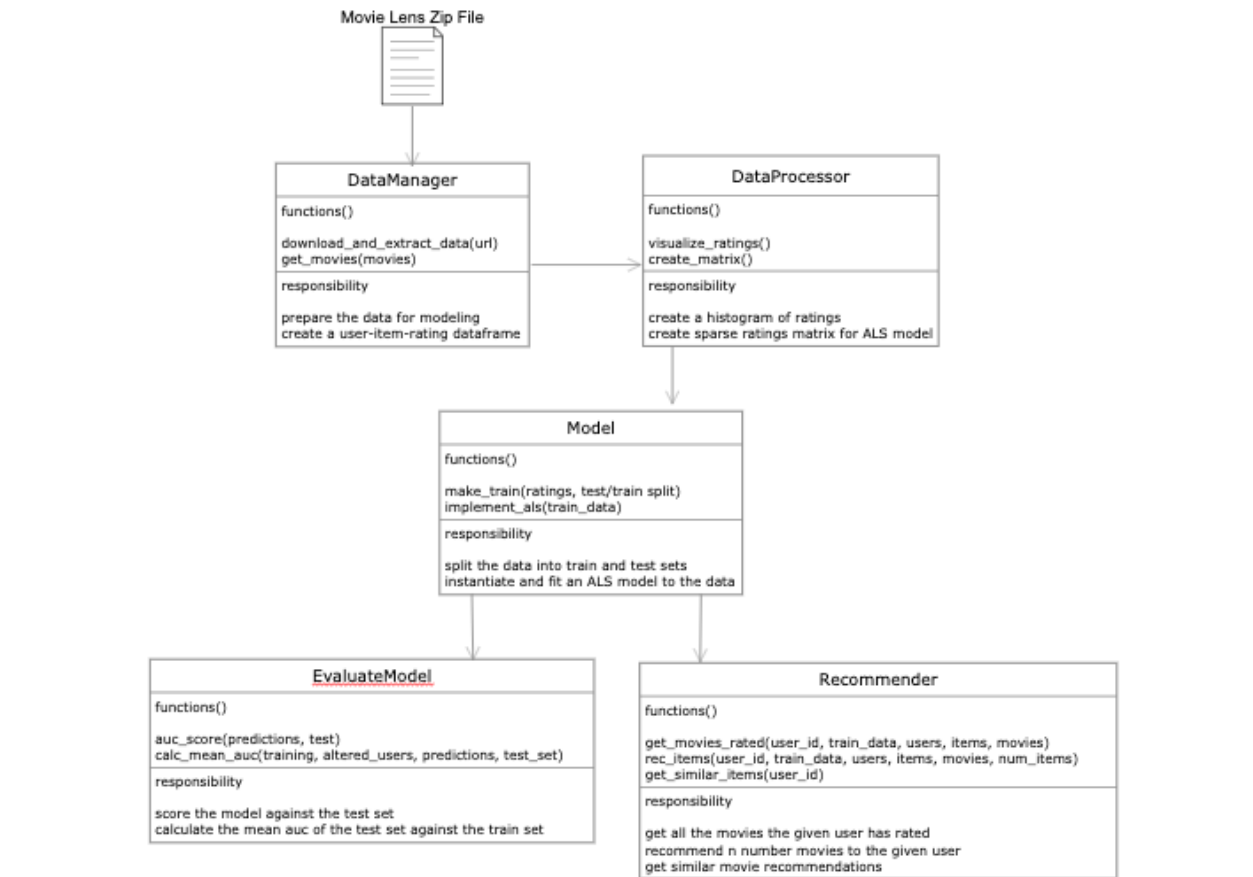 Movie Lens Zip File
DataManager
functions()
download_and_extract_data(url)
get_movies(movies)
responsibility
prepare the data for modeling
create a user-item-rating dataframe
DataProcessor
functions()
visualize_ratings()
create_matrix()
responsibility
create a histogram of ratings
create sparse ratings matrix for ALS model
Model
functions()
make_train(ratings, test/train split)
implement_als(train_data)
responsibility
split the data into train and test sets
instantiate and fit an ALS model to the data
EvaluateModel
functions()
auc_score(predictions, test)
calc_mean_auc(training, altered_users, predictions, test_set)
responsibility
score the model against the test set
calculate the mean auc of the test set against the train set
Recommender
functions()
get_movies_rated(user_id, train_data, users, items, movies)
rec_items(user_id, train_data, users, items, movies, num_items)
get_similar_items(user_id)
responsibility
get all the movies the given user has rated
recommend n number movies to the given user
get similar movie recommendations